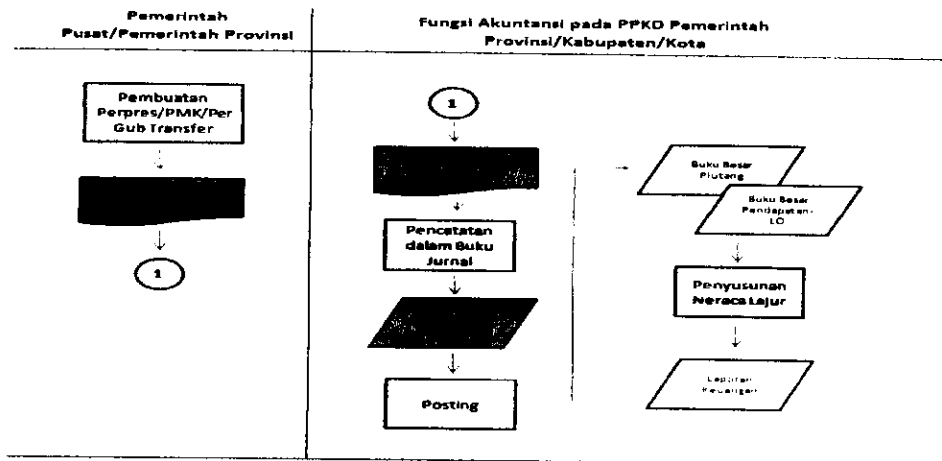 Pemerintah
Pusat/Pemerintah Provinsi
Fungsi Akuntansi pada PPKD Pemerintah
Provinsi/Kabupaten/Kota
Pembuatan
Perpres/PMK/Per
Gub Transfer
1
1
Pencatatan
dalam Buku
Jurnal
Posting
Buku Besar
Piutang
Buku Besar
Pendapatan-
LO
Penyusunan
Neraca Lajur
Laporan
Keuangan